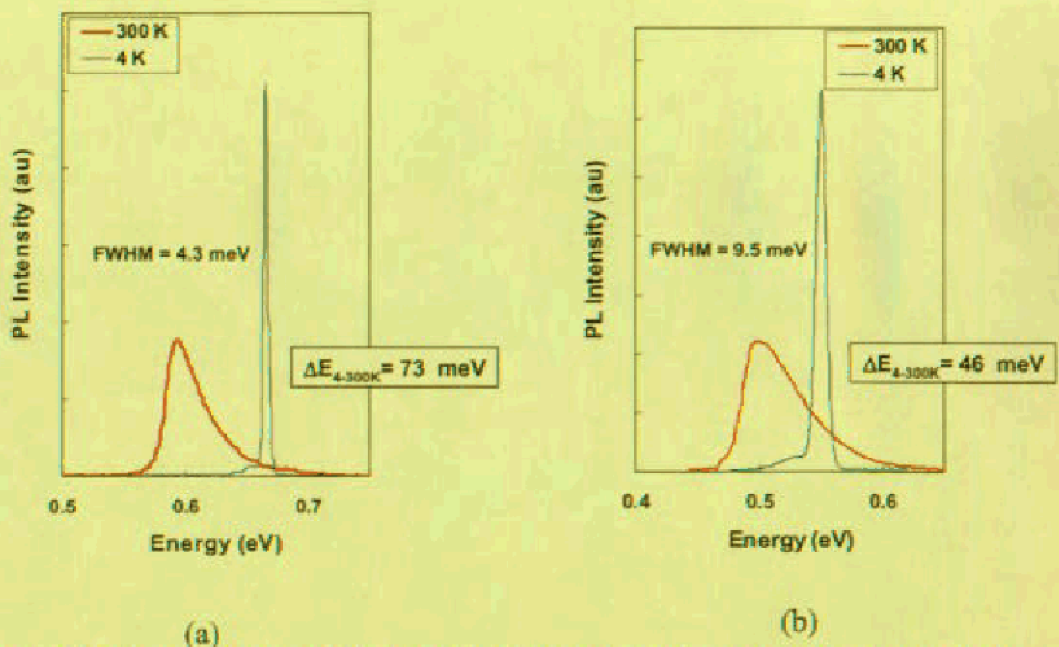 300 K
4 K
PL Intensity (au)
FWHM = 4.3 meV
ΔE4-300K= 73 meV
0.5
0.6
0.7
Energy (eV)
(a)
300 K
4 K
PL Intensity (au)
FWHM = 9.5 meV
ΔE4-300K= 46 meV
0.4
0.5
0.6
Energy (eV)
(b)